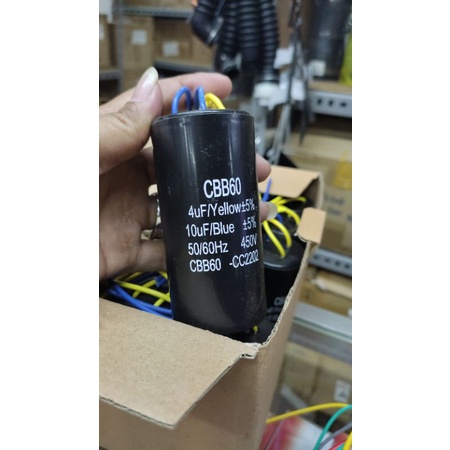 CBB60
4uF/Yellow±5%
10uF/Blue ±5%
50/60Hz 450V
CBB60 -CC2202